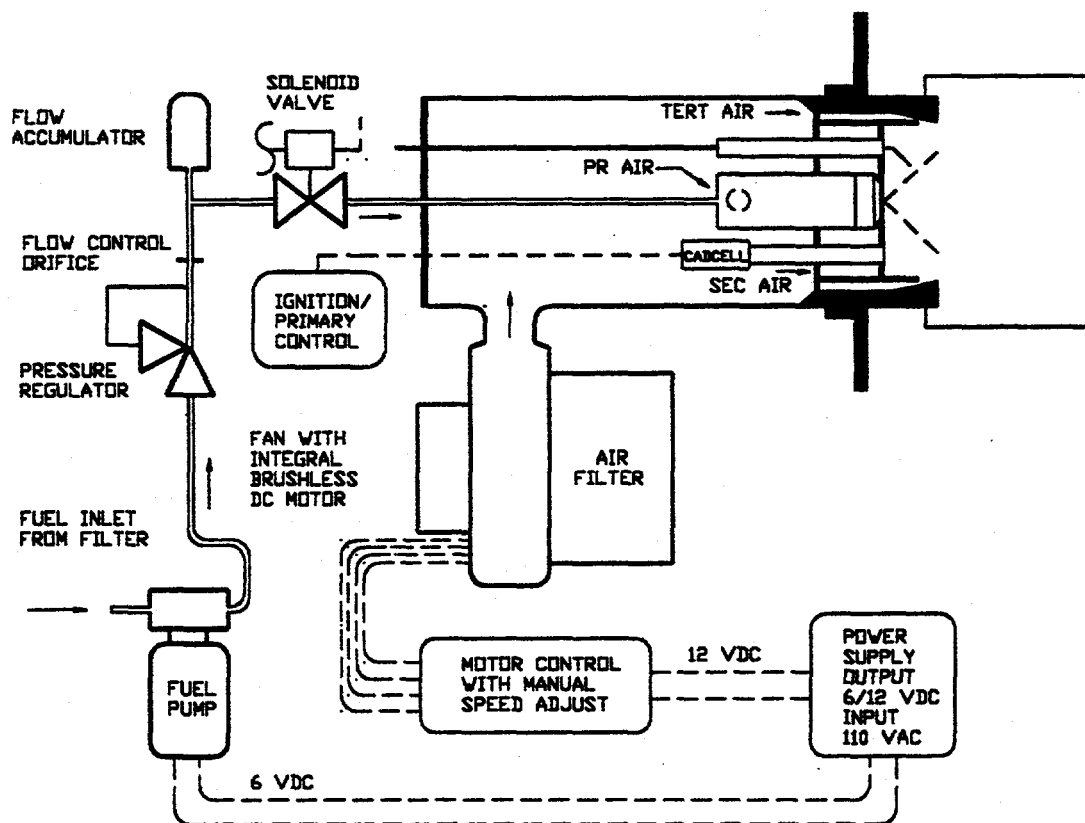 SOLENOID
VALVE
FLOW
ACCUMULATOR
TERT AIR
PR AIR
FLOW CONTROL
ORIFICE
CADCELL
SEC AIR
IGNITION/
PRIMARY
CONTROL
PRESSURE
REGULATOR
FAN WITH
INTEGRAL
BRUSHLESS
DC MOTOR
AIR
FILTER
FUEL INLET
FROM FILTER
FUEL
PUMP
MOTOR CONTROL
WITH MANUAL
SPEED ADJUST
12 VDC
POWER
SUPPLY
OUTPUT
6/12 VDC
INPUT
110 VAC
6 VDC